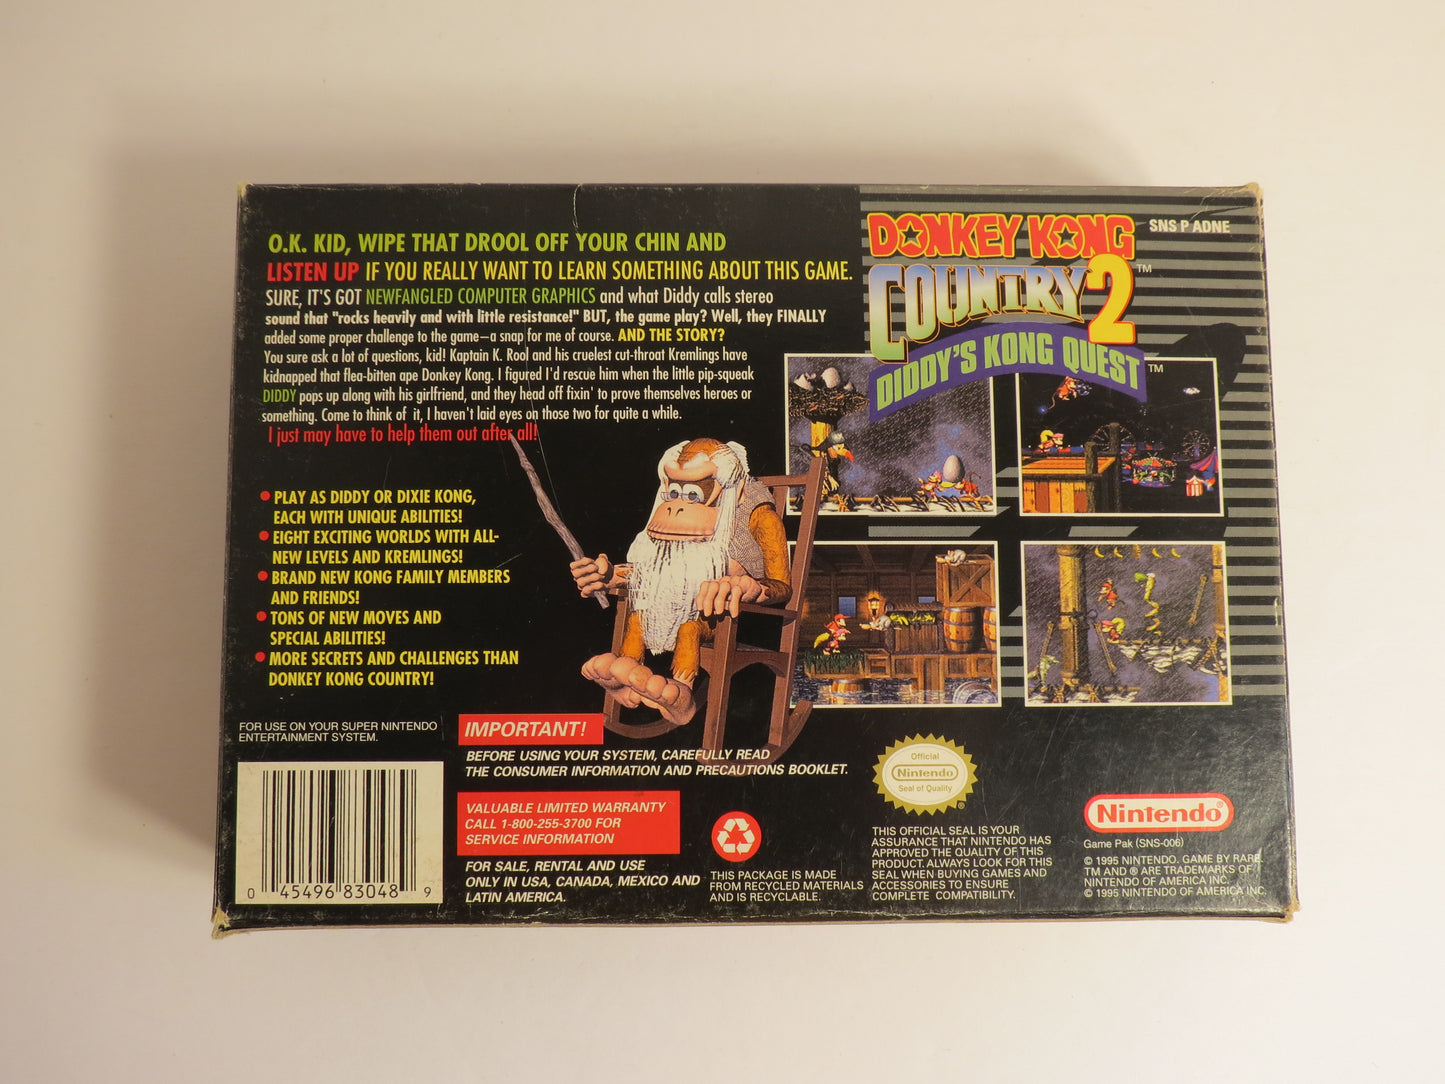 O.K. KID, WIPE THAT DROOL OFF YOUR CHIN AND
LISTEN UP IF YOU REALLY WANT TO LEARN SOMETHING ABOUT THIS GAME.
SURE, IT'S GOT NEWFANGLED COMPUTER GRAPHICS and what Diddy calls stereo
sound that "rocks heavily and with little resistance!" BUT, the game play? Well, they FINALLY
added some proper challenge to the game–a snap for me of course. AND THE STORY?
You sure ask a lot of questions, kid! Kaptain K. Rool and his cruelest cut-throat Kremlings have
kidnapped that flea-bitten ape Donkey Kong. I figured I'd rescue him when the little pip-squeak
DIDDY pops up along with his girlfriend, and they head off fixin' to prove themselves heroes or
something. Come to think of it, I haven't laid eyes on those two for quite a while.
I just may have to help them out after all!
• PLAY AS DIDDY OR DIXIE KONG,
EACH WITH UNIQUE ABILITIES!
• EIGHT EXCITING WORLDS WITH ALL-
NEW LEVELS AND KREMLINGS!
• BRAND NEW KONG FAMILY MEMBERS
AND FRIENDS!
• TONS OF NEW MOVES AND
SPECIAL ABILITIES!
• MORE SECRETS AND CHALLENGES THAN
DONKEY KONG COUNTRY!
DONKEY KONG
COUNTRY 2 ™
DIDDY'S KONG QUEST ™
SNS P ADNE
FOR USE ON YOUR SUPER NINTENDO
ENTERTAINMENT SYSTEM.
0 45496 83048 9
IMPORTANT!
BEFORE USING YOUR SYSTEM, CAREFULLY READ
THE CONSUMER INFORMATION AND PRECAUTIONS BOOKLET.
VALUABLE LIMITED WARRANTY
CALL 1-800-255-3700 FOR
SERVICE INFORMATION
FOR SALE, RENTAL AND USE
ONLY IN USA, CANADA, MEXICO AND
LATIN AMERICA.
THIS PACKAGE IS MADE
FROM RECYCLED MATERIALS
AND IS RECYCLABLE.
Official
Nintendo
Seal of Quality
®
THIS OFFICIAL SEAL IS YOUR
ASSURANCE THAT NINTENDO HAS
APPROVED THE QUALITY OF THIS
PRODUCT. ALWAYS LOOK FOR THIS
SEAL WHEN BUYING GAMES AND
ACCESSORIES TO ENSURE
COMPLETE COMPATIBILITY.
Nintendo®
Game Pak (SNS-006)
© 1995 NINTENDO. GAME BY RARE.
TM AND ® ARE TRADEMARKS OF
NINTENDO OF AMERICA INC.
© 1995 NINTENDO OF AMERICA INC.